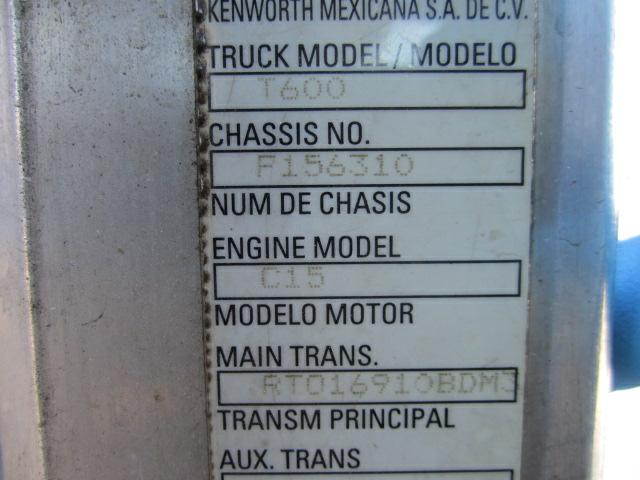 KENWORTH MEXICANA S.A. DE C.V.
TRUCK MODEL / MODELO
T600
CHASSIS NO.
F156310
NUM DE CHASIS
ENGINE MODEL
C15
MODELO MOTOR
MAIN TRANS.
RTO16910BDM3
TRANSM PRINCIPAL
AUX. TRANS